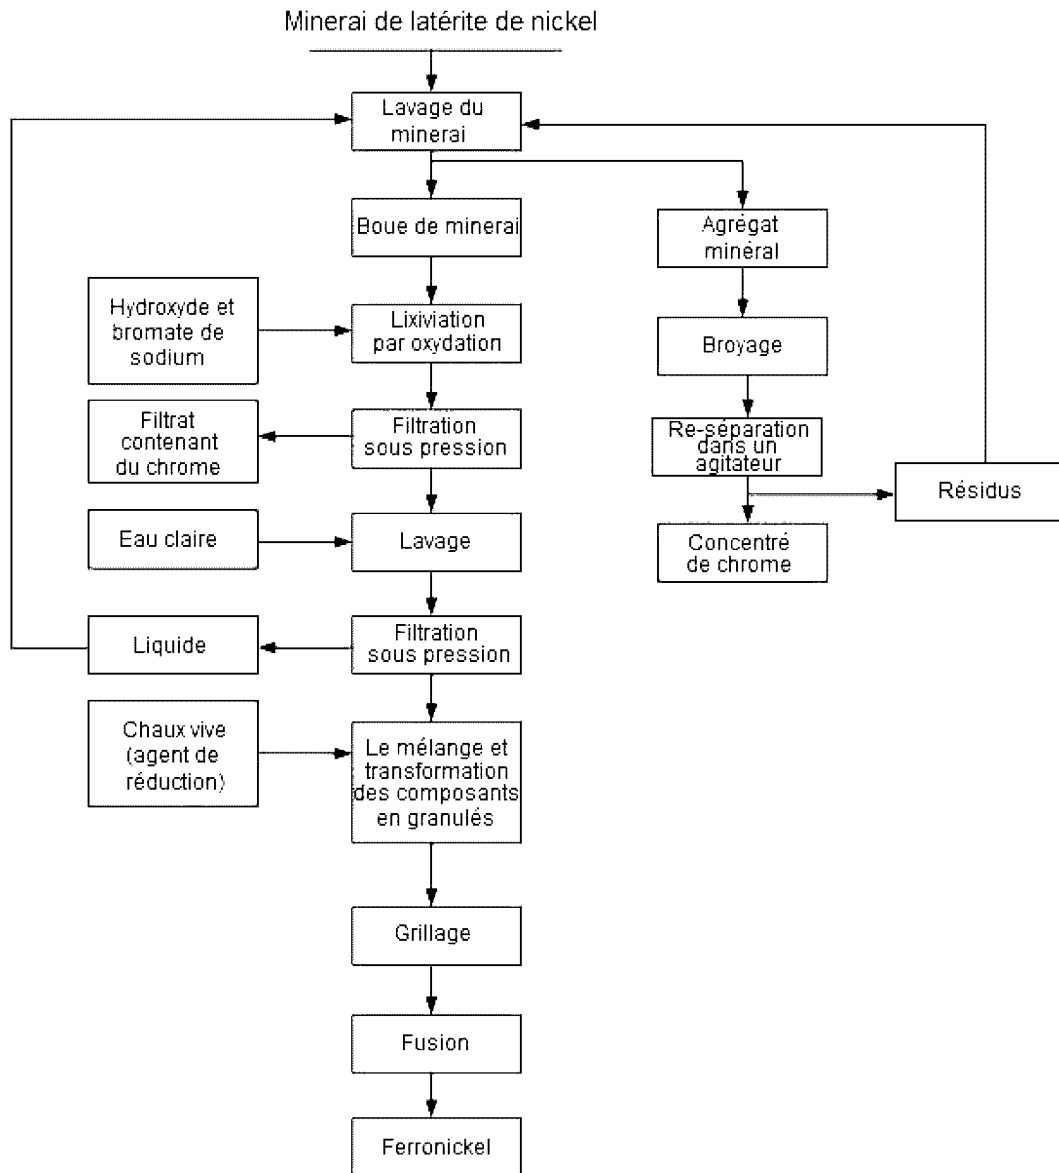 Minerai de latérite de nickel
Lavage du
minerai
Boue de minerai
Agrégat
minéral
Hydroxyde et
bromate de
sodium
Lixiviation
par oxydation
Broyage
Filtrat
contenant
du chrome
Filtration
sous pression
Re-séparation
dans un
agitateur
Résidus
Eau claire
Lavage
Concentré
de chrome
Liquide
Filtration
sous pression
Chaux vive
(agent de
réduction)
Le mélange et
transformation
des composants
en granulés
Grillage
Fusion
Ferronickel